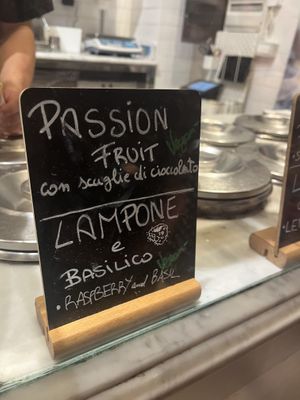 PASSION
FRUIT Vegan
con scaglie di cioccolato
LAMPONE
e
BASILICO Vegan
• RASPBERRY and BASIL